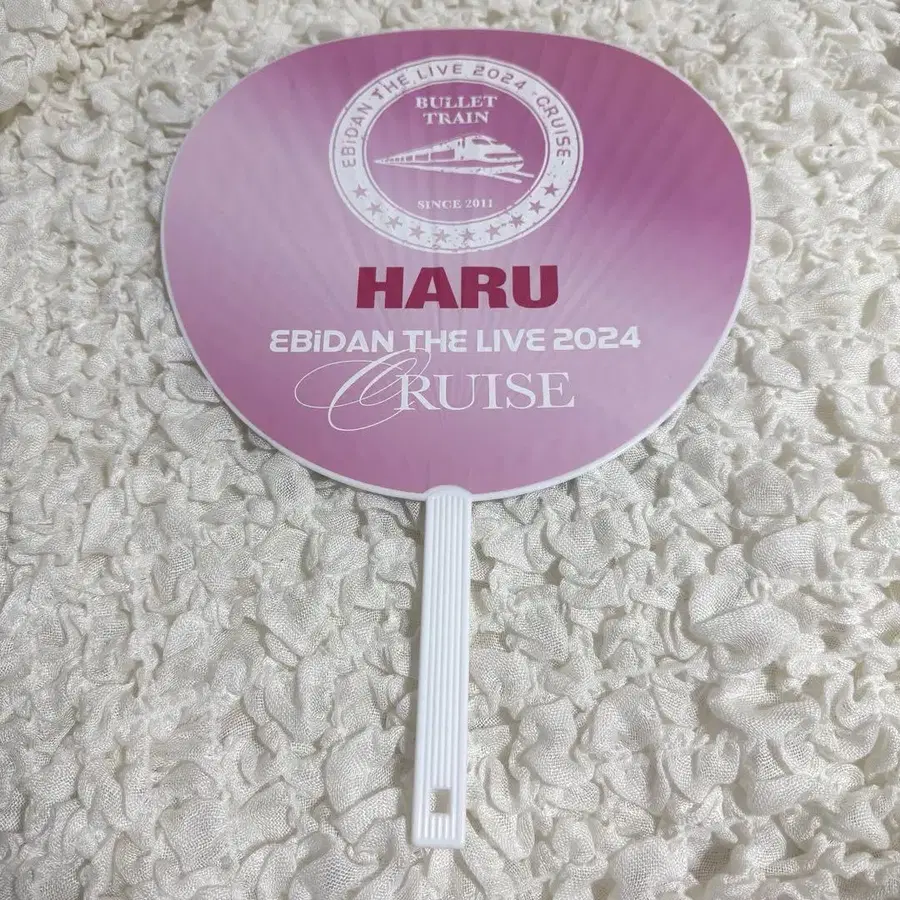 EBiDAN THE LIVE 2024 · CRUISE ·
BULLET
TRAIN
SINCE 2011
HARU
EBiDAN THE LIVE 2024
CRUISE